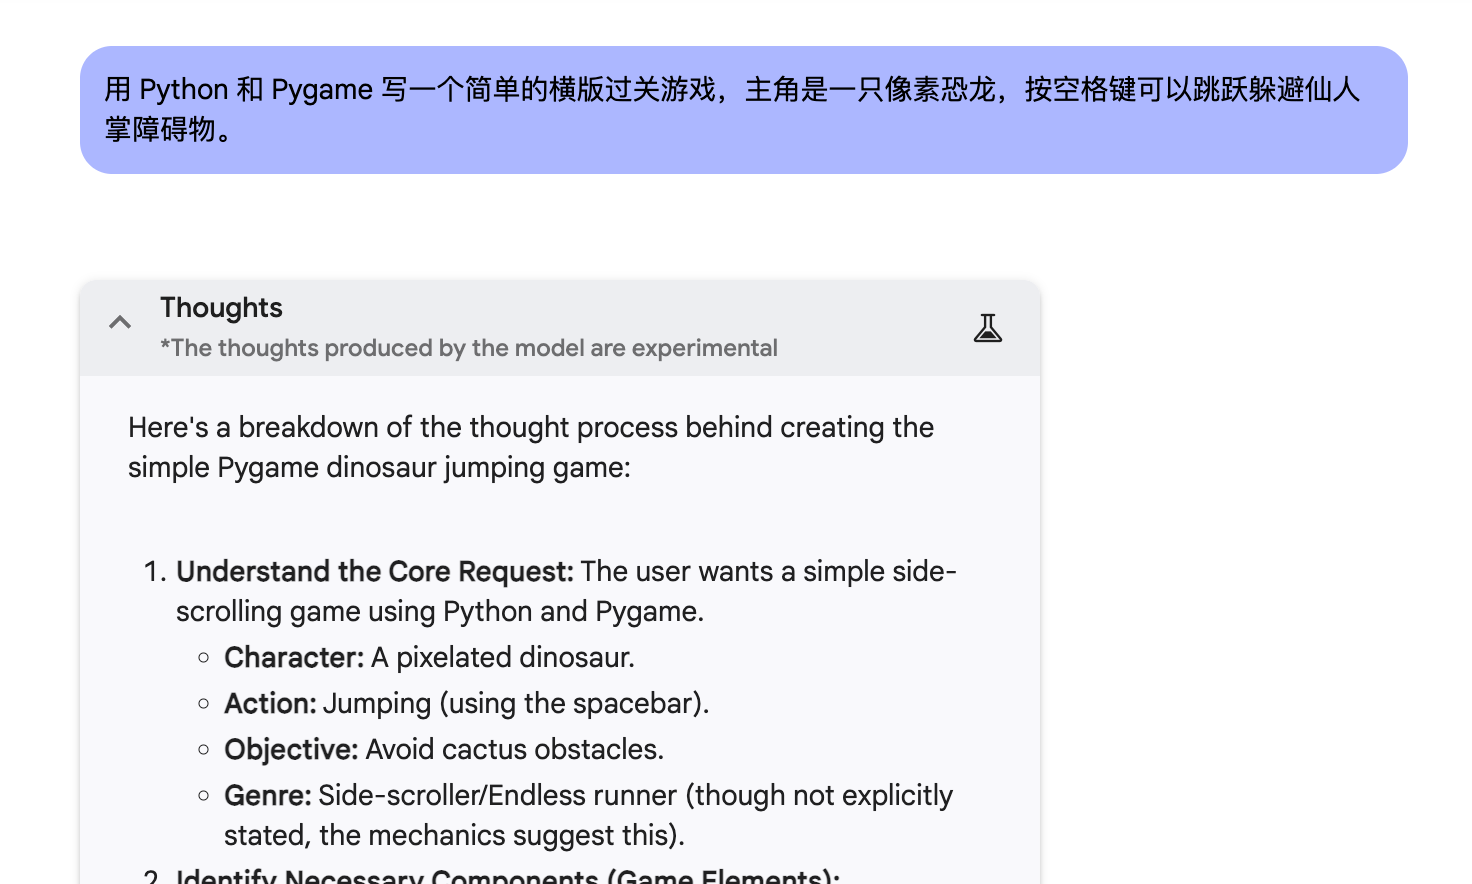 用 Python 和 Pygame 写一个简单的横版过关游戏，主角是一只像素恐龙，按空格键可以跳跃躲避仙人
掌障碍物。
Thoughts
*The thoughts produced by the model are experimental
Here's a breakdown of the thought process behind creating the
simple Pygame dinosaur jumping game:
1. Understand the Core Request: The user wants a simple side-
scrolling game using Python and Pygame.
◦ Character: A pixelated dinosaur.
◦ Action: Jumping (using the spacebar).
◦ Objective: Avoid cactus obstacles.
◦ Genre: Side-scroller/Endless runner (though not explicitly
stated, the mechanics suggest this).
2. Identify Necessary Components (Game Elements):